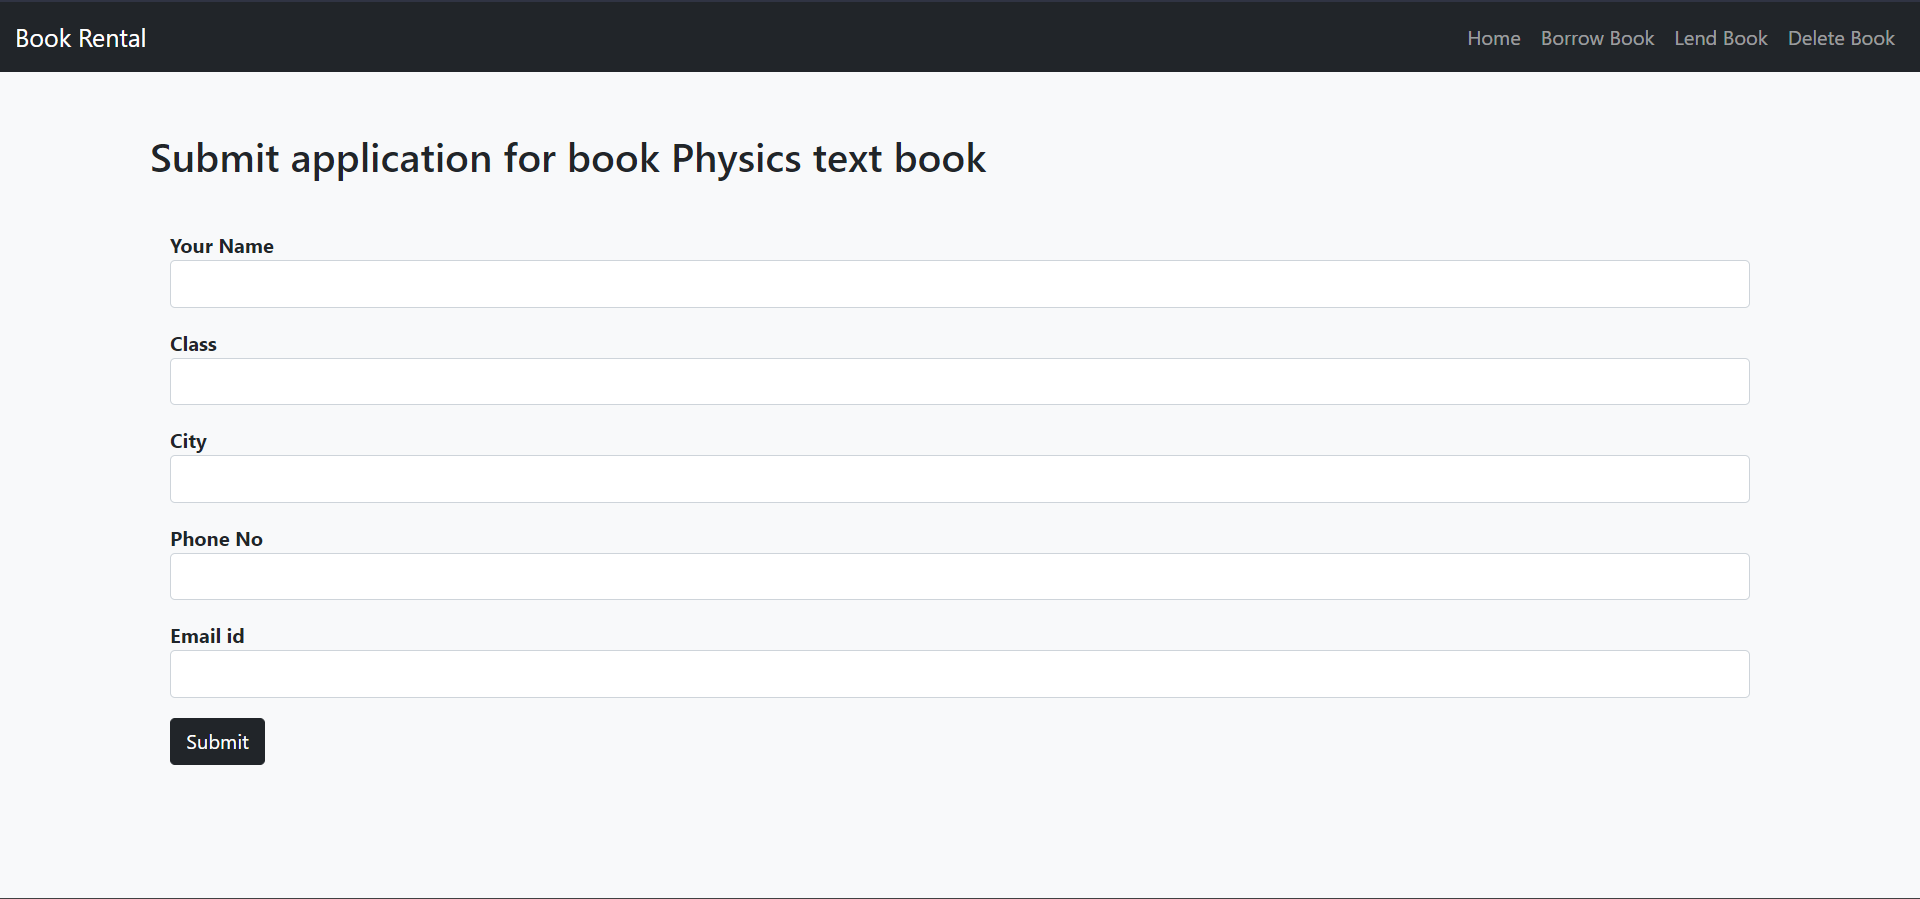 Book Rental Home Borrow Book Lend Book Delete Book
Submit application for book Physics text book
Your Name
Class
City
Phone No
Email id
Submit